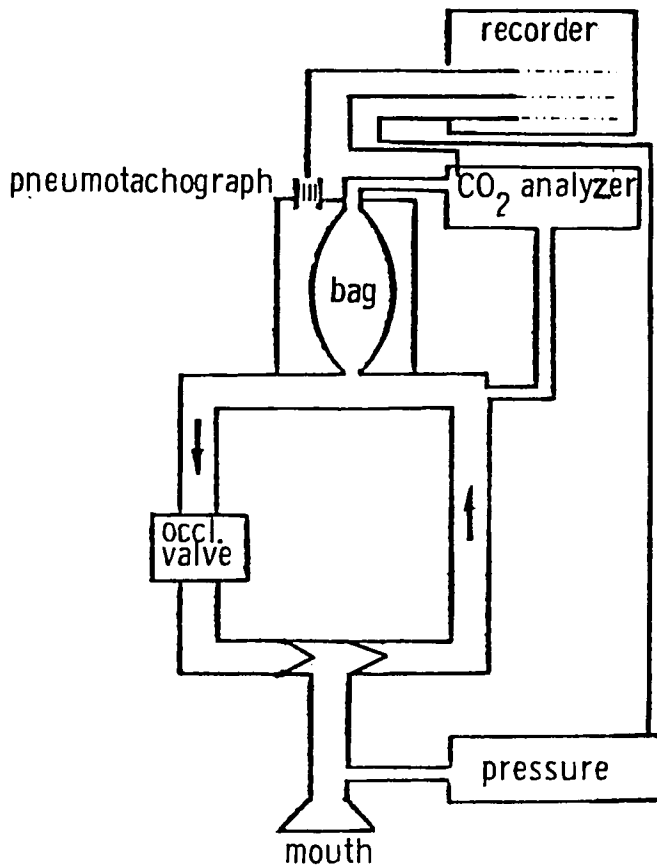 recorder
pneumotachograph
CO2 analyzer
bag
occl.
valve
pressure
mouth